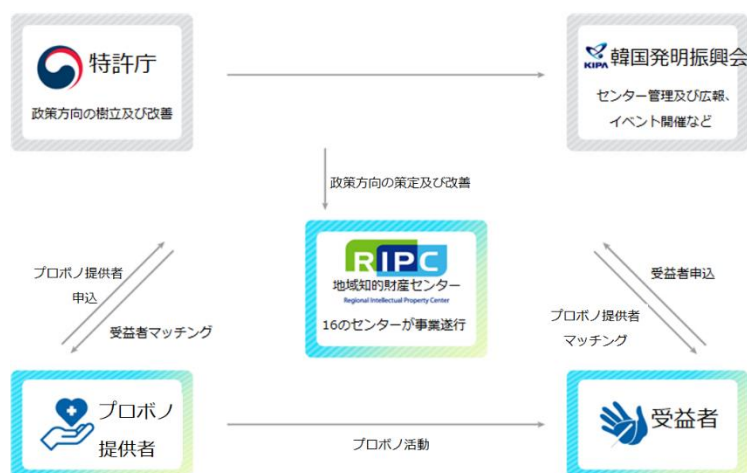 特許庁
政策方向の樹立及び改善
KIPA 韓国発明振興会
センター管理及び広報、
イベント開催など
政策方向の策定及び改善
RIPC
地域知的財産センター
Regional Intellectual Property Center
16のセンターが事業遂行
プロボノ提供者
申込
受益者マッチング
受益者申込
プロボノ提供者
マッチング
プロボノ
提供者
プロボノ活動
受益者